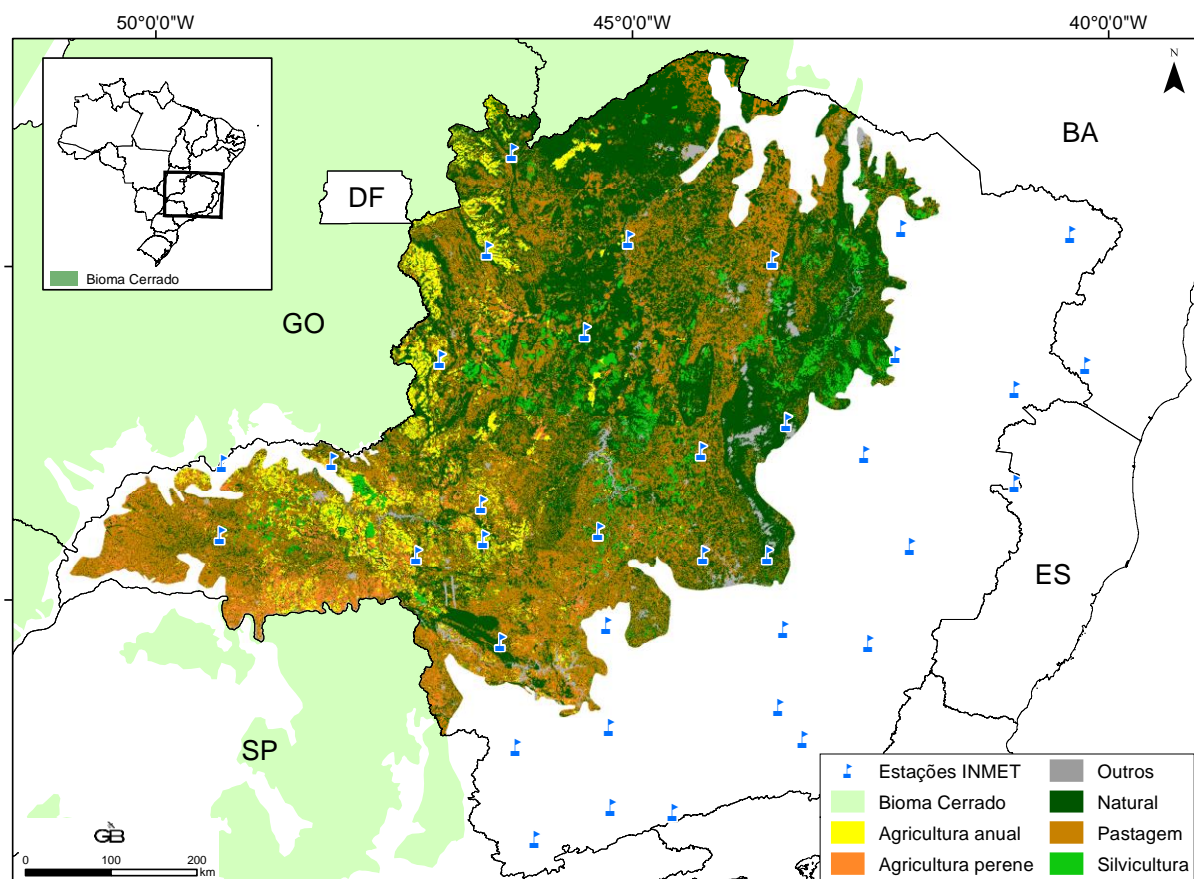 50°0'0"W 45°0'0"W 40°0'0"W
N
BA
DF
Bioma Cerrado
GO
ES
SP
Estações INMET
Bioma Cerrado
Agricultura anual
Agricultura perene
Outros
Natural
Pastagem
Silvicultura
GB
0 100 200
km